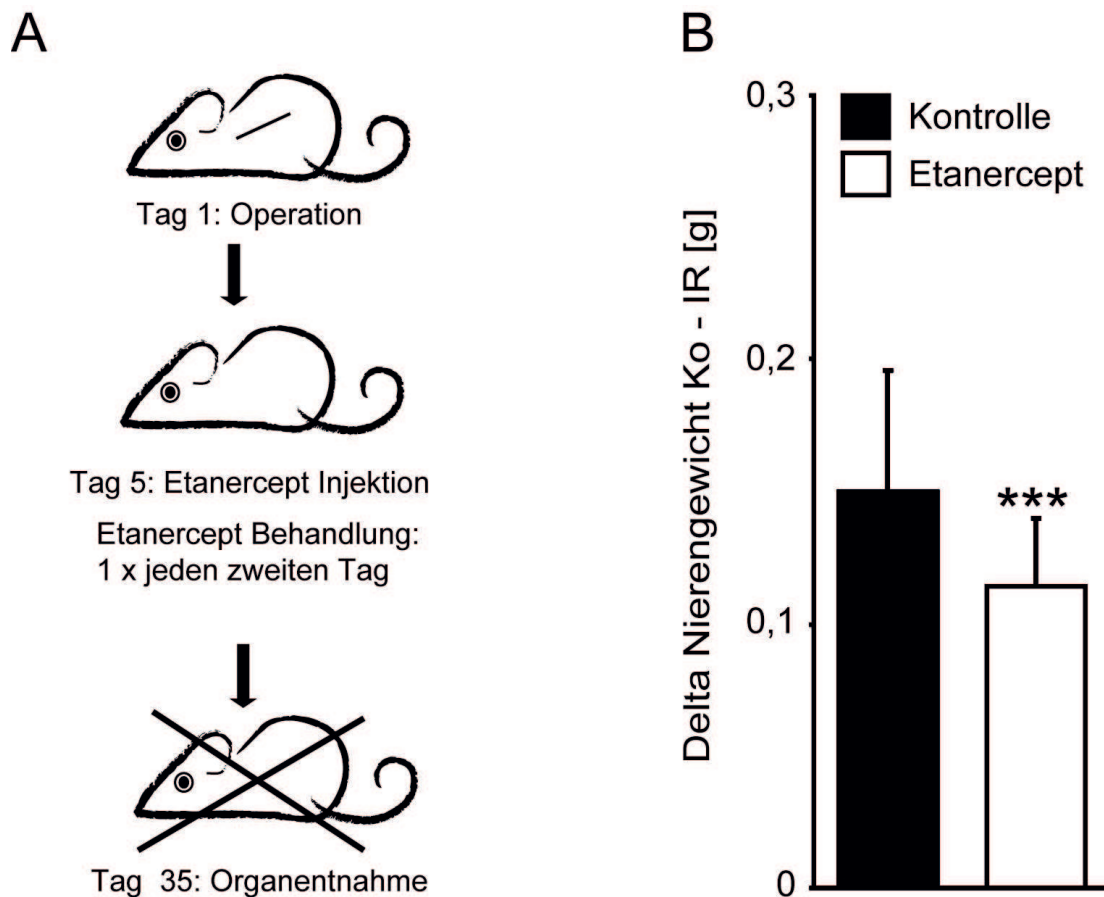 A
Tag 1: Operation
Tag 5: Etanercept Injektion
Etanercept Behandlung:
1 x jeden zweiten Tag
Tag 35: Organentnahme
B
Delta Nierengewicht Ko - IR [g]
0,3
0,2
0,1
0
Kontrolle
Etanercept
***